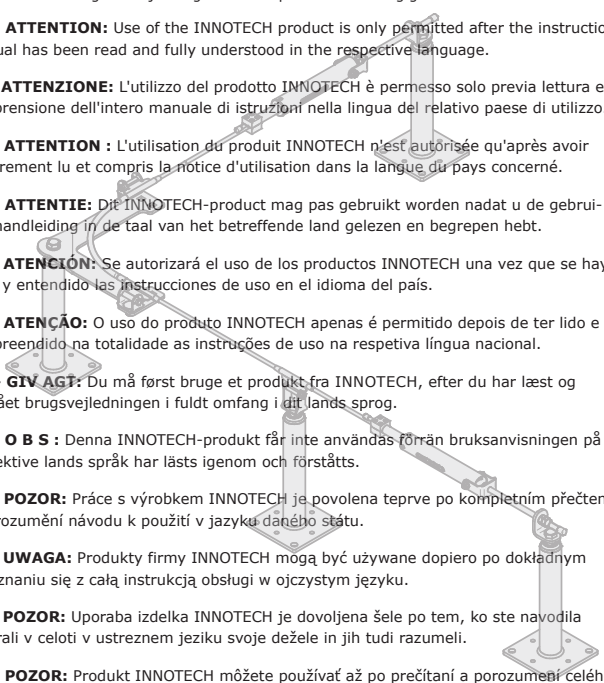 ATTENTION: Use of the INNOTECH product is only permitted after the instructio
ual has been read and fully understood in the respective language.
ATTENZIONE: L'utilizzo del prodotto INNOTECH è permesso solo previa lettura e
prensione dell'intero manuale di istruzioni nella lingua del relativo paese di utilizzo
ATTENTION : L'utilisation du produit INNOTECH n'est autorisée qu'après avoir
rement lu et compris la notice d'utilisation dans la langue du pays concerné.
ATTENTIE: Dit INNOTECH-product mag pas gebruikt worden nadat u de gebrui-
handleiding in de taal van het betreffende land gelezen en begrepen hebt.
ATENCIÓN: Se autorizará el uso de los productos INNOTECH una vez que se hay
y entendido las instrucciones de uso en el idioma del país.
ATENÇÃO: O uso do produto INNOTECH apenas é permitido depois de ter lido e
preendido na totalidade as instruções de uso na respetiva língua nacional.
GIV AGT: Du må først bruge et produkt fra INNOTECH, efter du har læst og
ået brugsvejledningen i fuldt omfang i dit lands sprog.
O B S : Denna INNOTECH-produkt får inte användas förrän bruksanvisningen på
ektive lands språk har lästs igenom och förståtts.
POZOR: Práce s výrobkem INNOTECH je povolena teprve po kompletním přečten
rozumění návodu k použití v jazyku daného státu.
UWAGA: Produkty firmy INNOTECH mogą być używane dopiero po dokładnym
znaniu się z całą instrukcją obsługi w ojczystym języku.
POZOR: Uporaba izdelka INNOTECH je dovoljena šele po tem, ko ste navodila
rali v celoti v ustreznem jeziku svoje dežele in jih tudi razumeli.
POZOR: Produkt INNOTECH môžete používať až po prečítaní a porozumení celéh